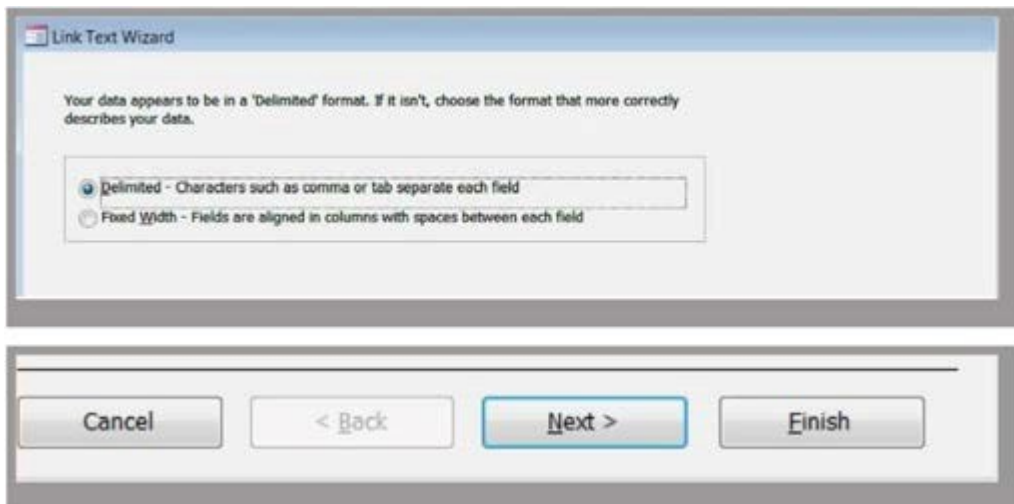 Link Text Wizard
Your data appears to be in a 'Delimited' format. If it isn't, choose the format that more correctly
describes your data.
Delimited - Characters such as comma or tab separate each field
Fixed Width - Fields are aligned in columns with spaces between each field
Cancel
< Back
Next >
Finish